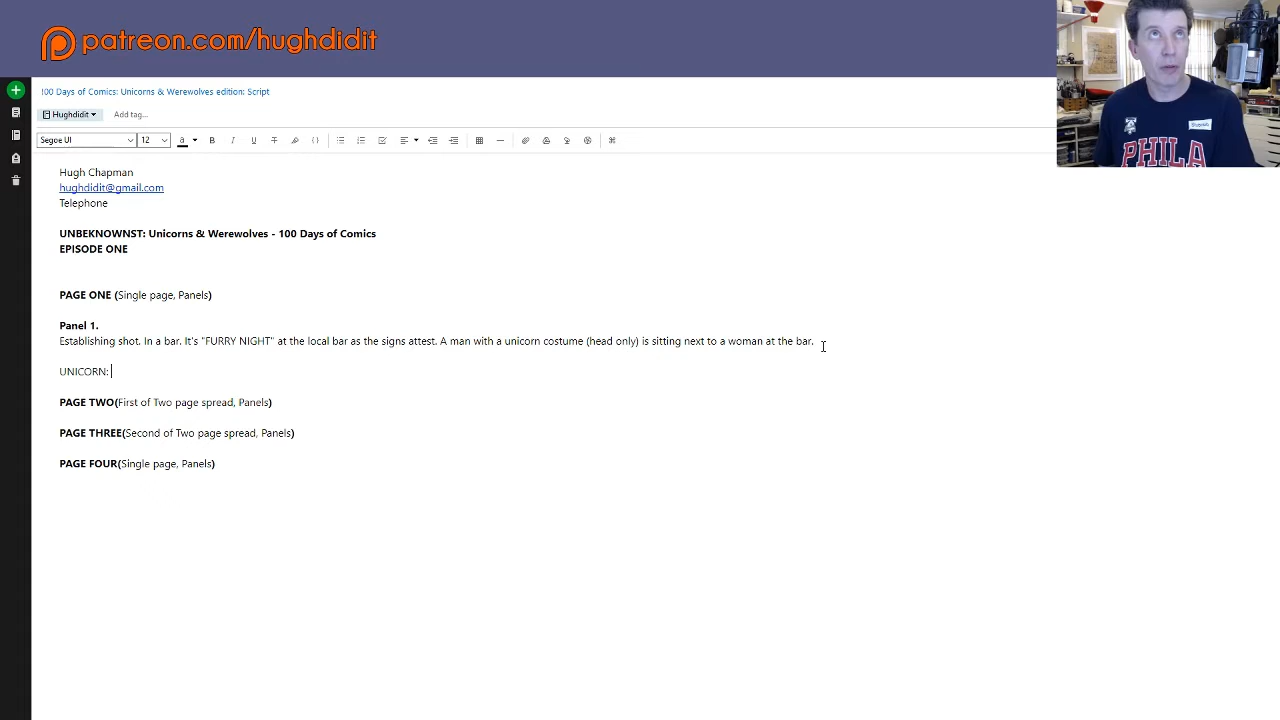 patreon.com/hughdidit
100 Days of Comics: Unicorns & Werewolves edition: Script
Hughdidit
Add tag...
Segoe UI 12 a B I U T
Hugh Chapman
hughdidit@gmail.com
Telephone
UNBEKNOWNST: Unicorns & Werewolves - 100 Days of Comics
EPISODE ONE
PAGE ONE (Single page, Panels)
Panel 1.
Establishing shot. In a bar. It's "FURRY NIGHT" at the local bar as the signs attest. A man with a unicorn costume (head only) is sitting next to a woman at the bar.
UNICORN:
PAGE TWO(First of Two page spread, Panels)
PAGE THREE(Second of Two page spread, Panels)
PAGE FOUR(Single page, Panels)
PHILA